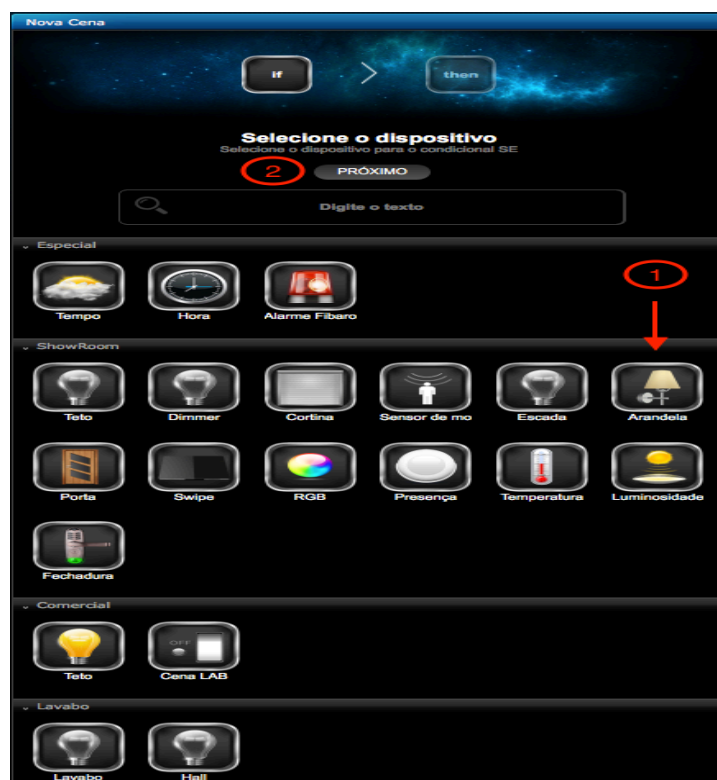 Nova Cena
if > then
Selecione o dispositivo
Selecione o dispositivo para o condicional SE
2 PRÓXIMO
Digite o texto
Especial
1
Tempo Hora Alarme Fibaro
ShowRoom
Teto Dimmer Cortina Sensor de mo Escada Arandela
Porta Swipe RGB Presença Temperatura Luminosidade
Fechadura
Comercial
OFF
Teto Cena LAB
Lavabo
Lavabo Hall